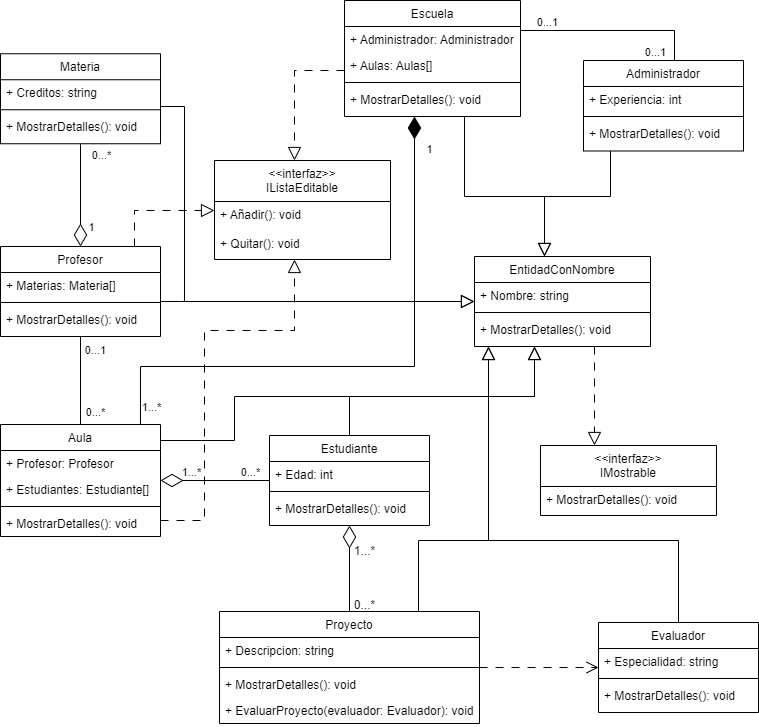 Escuela
+ Administrador: Administrador
+ Aulas: Aulas[]
+ MostrarDetalles(): void
0...1
0...1
Administrador
+ Experiencia: int
+ MostrarDetalles(): void
Materia
+ Creditos: string
+ MostrarDetalles(): void
0...*
1
1
<<interfaz>>
IListaEditable
+ Añadir(): void
+ Quitar(): void
Profesor
+ Materias: Materia[]
+ MostrarDetalles(): void
EntidadConNombre
+ Nombre: string
+ MostrarDetalles(): void
0...1
0...*
1...*
Aula
+ Profesor: Profesor
+ Estudiantes: Estudiante[]
+ MostrarDetalles(): void
1...*
0...*
Estudiante
+ Edad: int
+ MostrarDetalles(): void
<<interfaz>>
IMostrable
+ MostrarDetalles(): void
1...*
0...*
Proyecto
+ Descripcion: string
+ MostrarDetalles(): void
+ EvaluarProyecto(evaluador: Evaluador): void
Evaluador
+ Especialidad: string
+ MostrarDetalles(): void